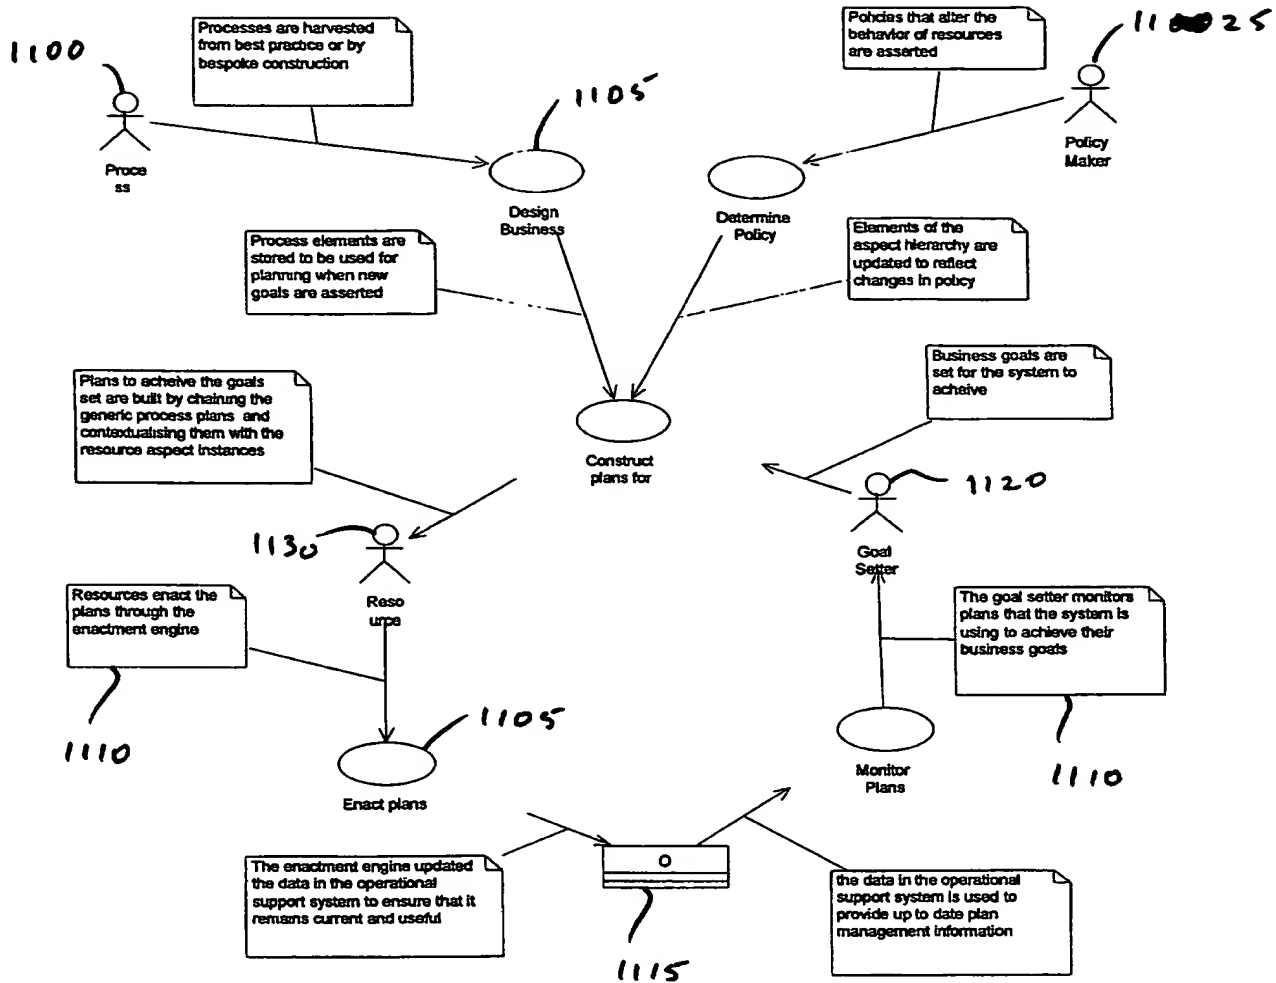 1100
Processes are harvested
from best practice or by
bespoke construction
Policies that alter the
behavior of resources
are asserted
25
1105
Proce
ss
Policy
Maker
Design
Business
Determine
Policy
Process elements are
stored to be used for
planning when new
goals are asserted
Elements of the
aspect hierarchy are
updated to reflect
changes in policy
Business goals are
set for the system to
acheive
Plans to acheive the goals
set are built by chaining the
generic process plans and
contextualising them with the
resource aspect instances
Construct
plans for
1120
1130
Goal
Setter
Reso
urce
Resources enact the
plans through the
enactment engine
The goal setter monitors
plans that the system is
using to achieve their
business goals
1110
1105
1110
Monitor
Plans
Enact plans
The enactment engine updated
the data in the operational
support system to ensure that it
remains current and useful
the data in the operational
support system is used to
provide up to date plan
management information
1115